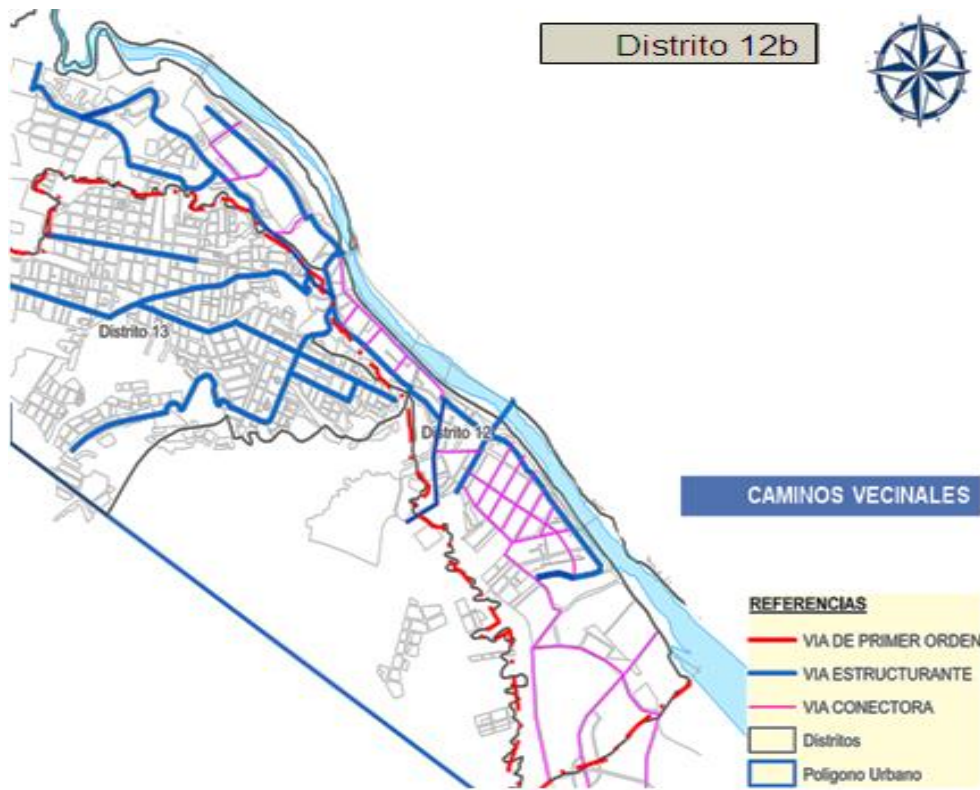 Distrito 12b
Distrito 13
Distrito 12
CAMINOS VECINALES
REFERENCIAS
VIA DE PRIMER ORDEN
VIA ESTRUCTURANTE
VIA CONECTORA
Distritos
Poligono Urbano